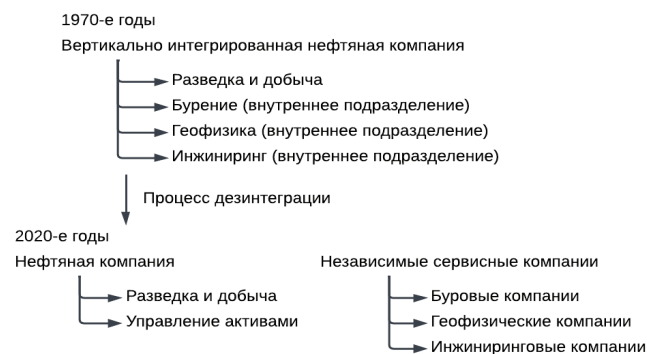 1970-е годы
Вертикально интегрированная нефтяная компания
Разведка и добыча
Бурение (внутреннее подразделение)
Геофизика (внутреннее подразделение)
Инжиниринг (внутреннее подразделение)
Процесс дезинтеграции
2020-е годы
Нефтяная компания
Разведка и добыча
Управление активами
Независимые сервисные компании
Буровые компании
Геофизические компании
Инжиниринговые компании